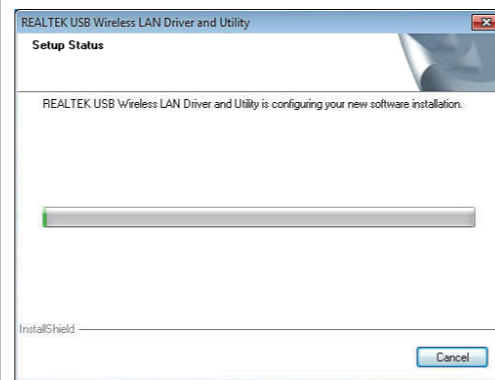 REALTEK USB Wireless LAN Driver and Utility
Setup Status
REALTEK USB Wireless LAN Driver and Utility is configuring your new software installation.
InstallShield
Cancel